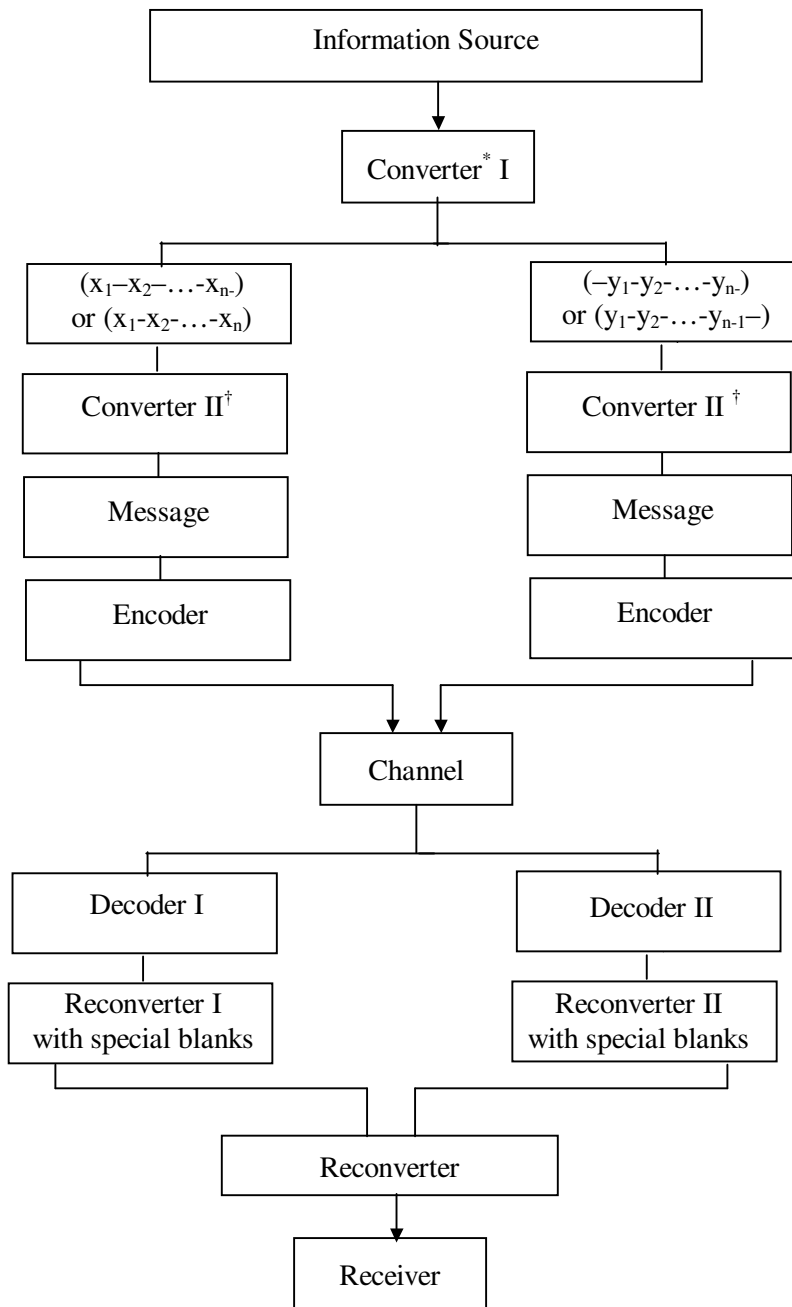 Information Source
Converter* I
(x₁–x₂–…-xₙ-)
or (x₁-x₂-…-xₙ)
(–y₁-y₂-…-yₙ-)
or (y₁-y₂-…-yₙ₋₁–)
Converter II†
Converter II †
Message
Message
Encoder
Encoder
Channel
Decoder I
Decoder II
Reconverter I
with special blanks
Reconverter II
with special blanks
Reconverter
Receiver